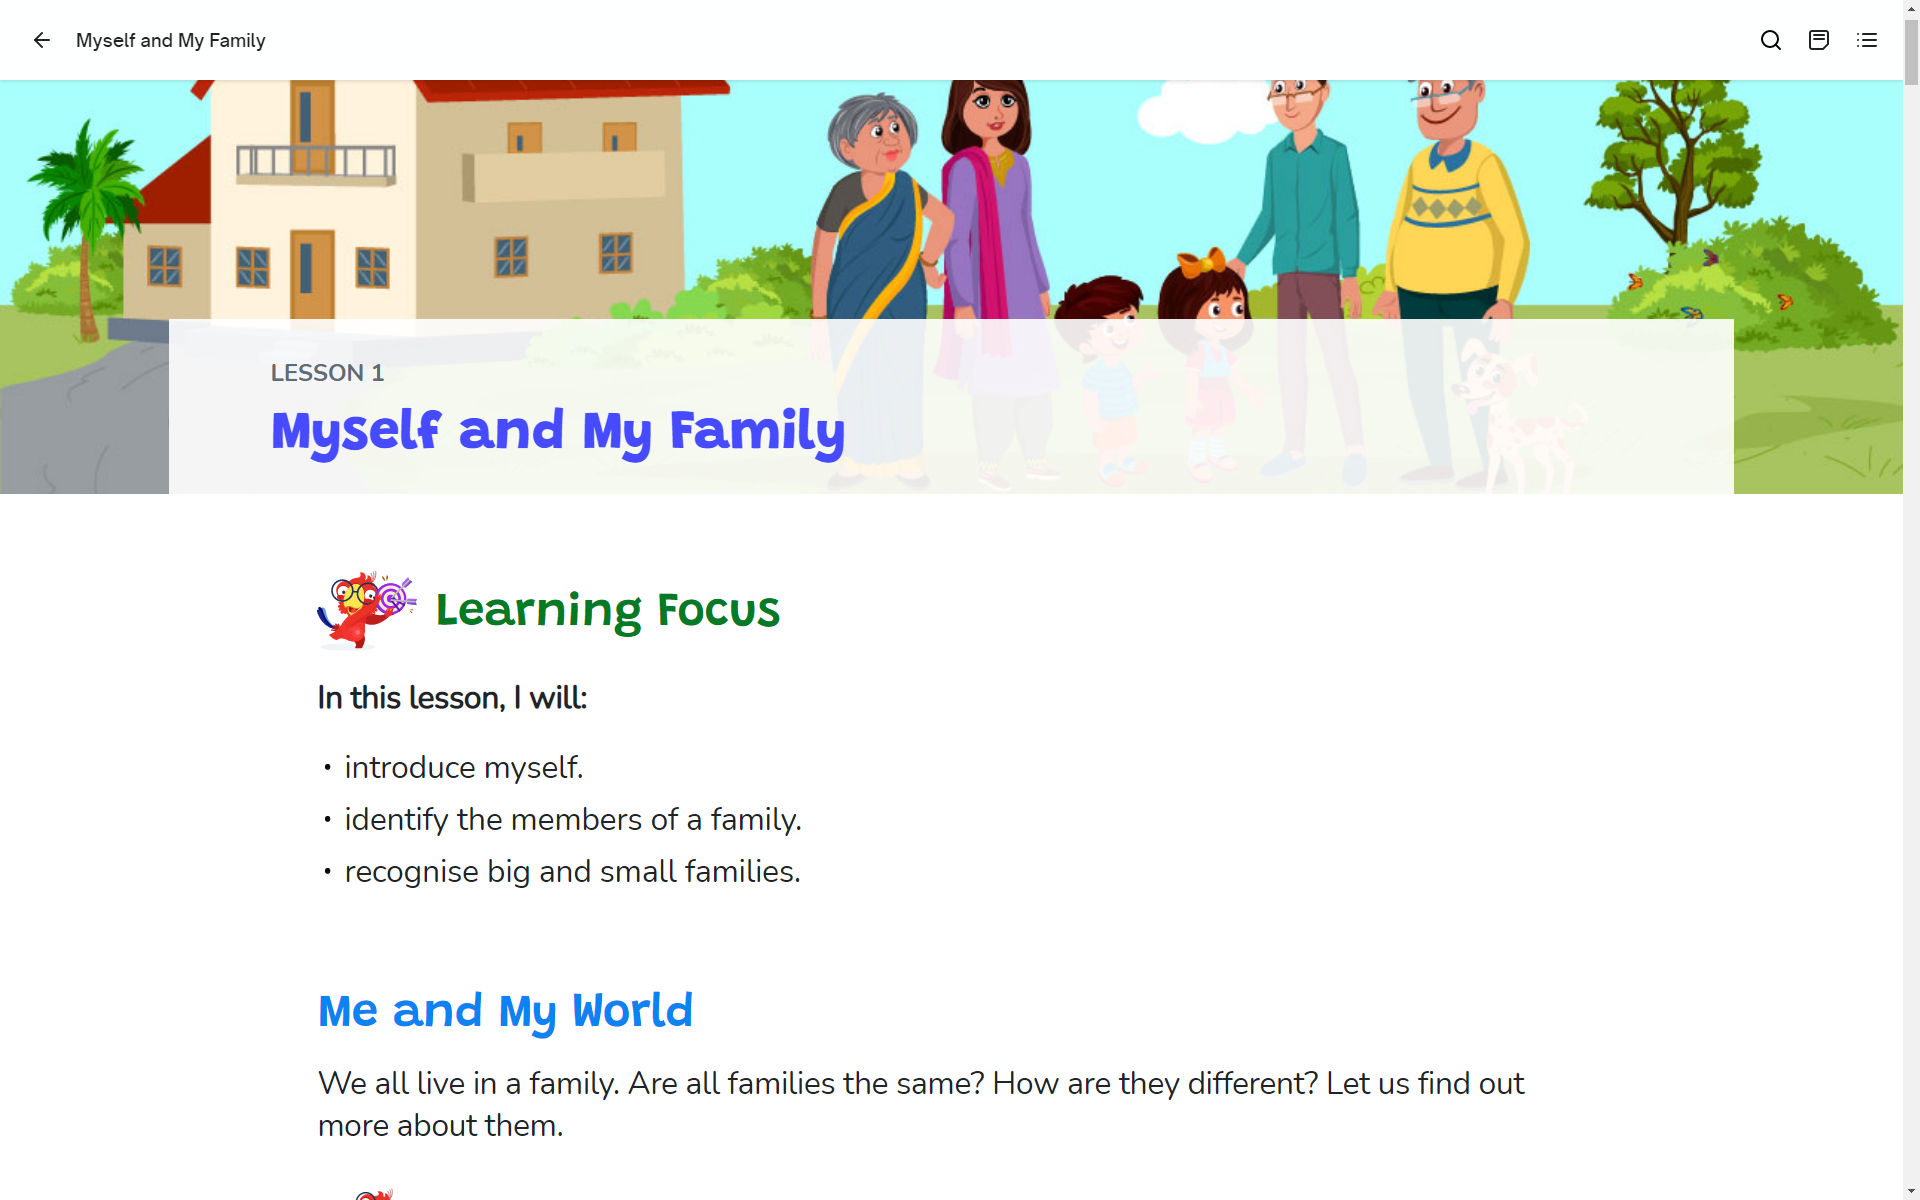 Myself and My Family
LESSON 1
Myself and My Family
Learning Focus
In this lesson, I will:
• introduce myself.
• identify the members of a family.
• recognise big and small families.
Me and My World
We all live in a family. Are all families the same? How are they different? Let us find out
more about them.